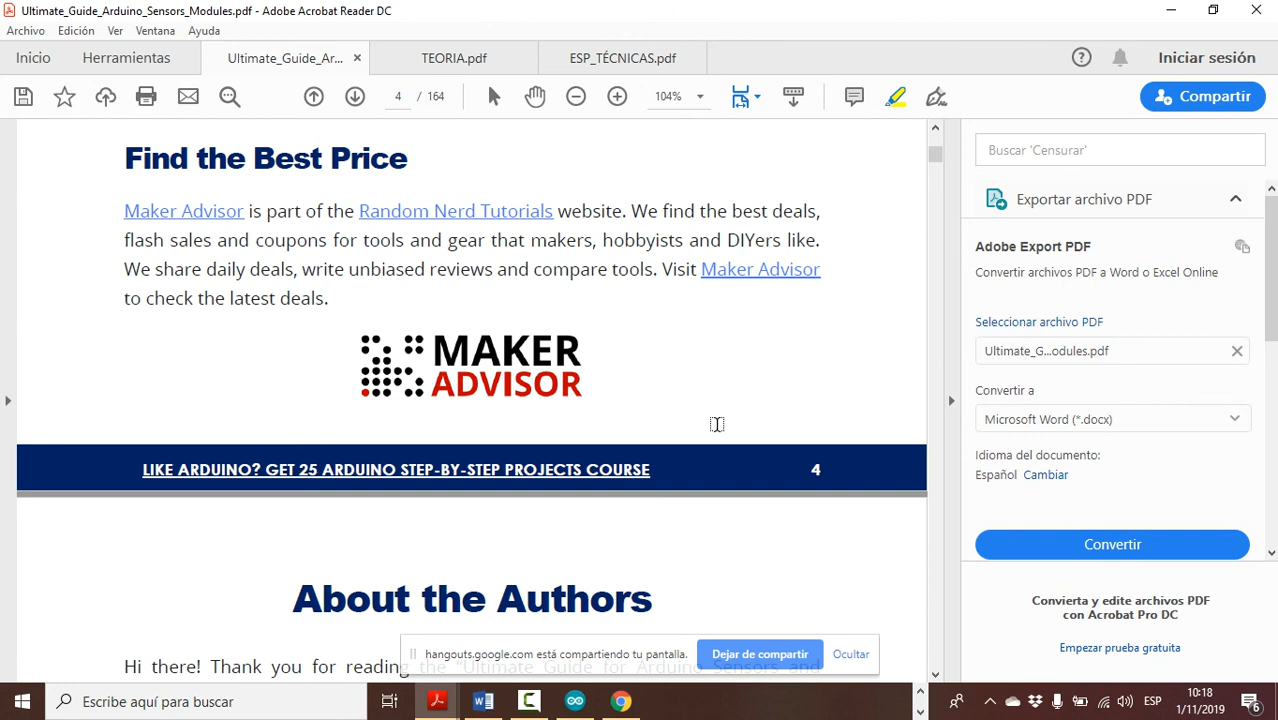 Ultimate_Guide_Arduino_Sensors_Modules.pdf - Adobe Acrobat Reader DC
Archivo Edición Ver Ventana Ayuda
Inicio Herramientas Ultimate_Guide_Ar... × TEORIA.pdf ESP_TÉCNICAS.pdf Iniciar sesión
4 / 164 104% Compartir
Find the Best Price
Maker Advisor is part of the Random Nerd Tutorials website. We find the best deals,
flash sales and coupons for tools and gear that makers, hobbyists and DIYers like.
We share daily deals, write unbiased reviews and compare tools. Visit Maker Advisor
to check the latest deals.
MAKER
ADVISOR
LIKE ARDUINO? GET 25 ARDUINO STEP-BY-STEP PROJECTS COURSE 4
About the Authors
Hi there! Thank you for reading the "Ultimate Guide for Arduino Sensors and
hangouts.google.com está compartiendo tu pantalla. Dejar de compartir Ocultar
Buscar 'Censurar'
Exportar archivo PDF
Adobe Export PDF
Convertir archivos PDF a Word o Excel Online
Seleccionar archivo PDF
Ultimate_G...odules.pdf
Convertir a
Microsoft Word (*.docx)
Idioma del documento:
Español Cambiar
Convertir
Convierta y edite archivos PDF
con Acrobat Pro DC
Empezar prueba gratuita
Escribe aquí para buscar
ESP
10:18
1/11/2019
6